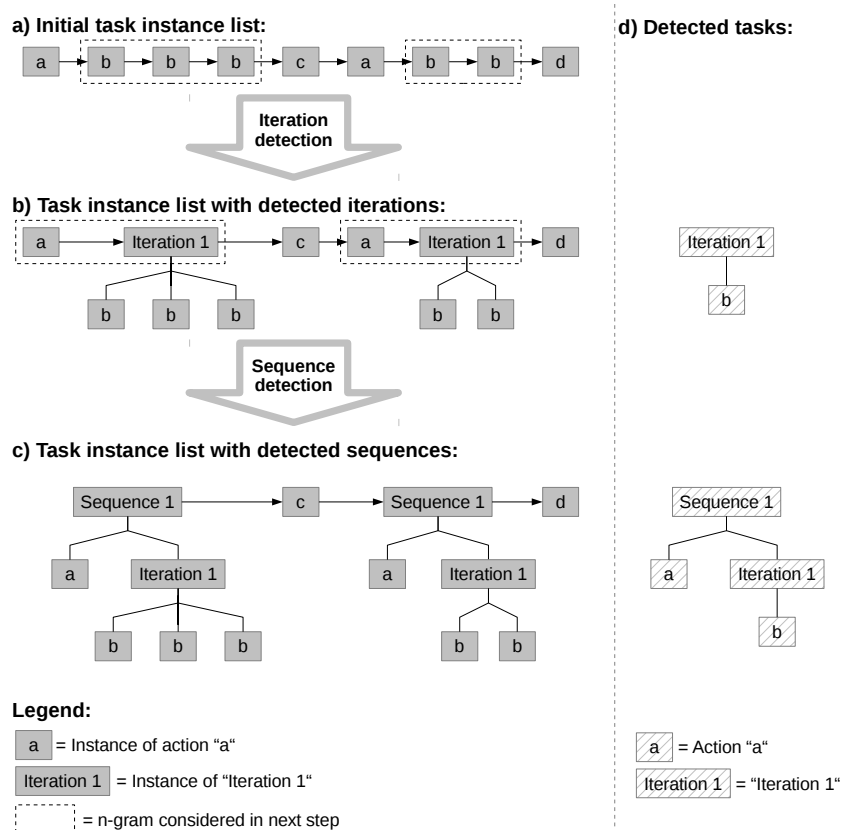 a) Initial task instance list:
d) Detected tasks:
a b b b c a b b d
Iteration
detection
b) Task instance list with detected iterations:
a Iteration 1 c a Iteration 1 d
Iteration 1
b b b b b
b
Sequence
detection
c) Task instance list with detected sequences:
Sequence 1 c Sequence 1 d
Sequence 1
a Iteration 1 a Iteration 1
a Iteration 1
b b b b b
b
Legend:
a = Instance of action “a“
a = Action “a“
Iteration 1 = Instance of “Iteration 1“
Iteration 1 = “Iteration 1“
= n-gram considered in next step